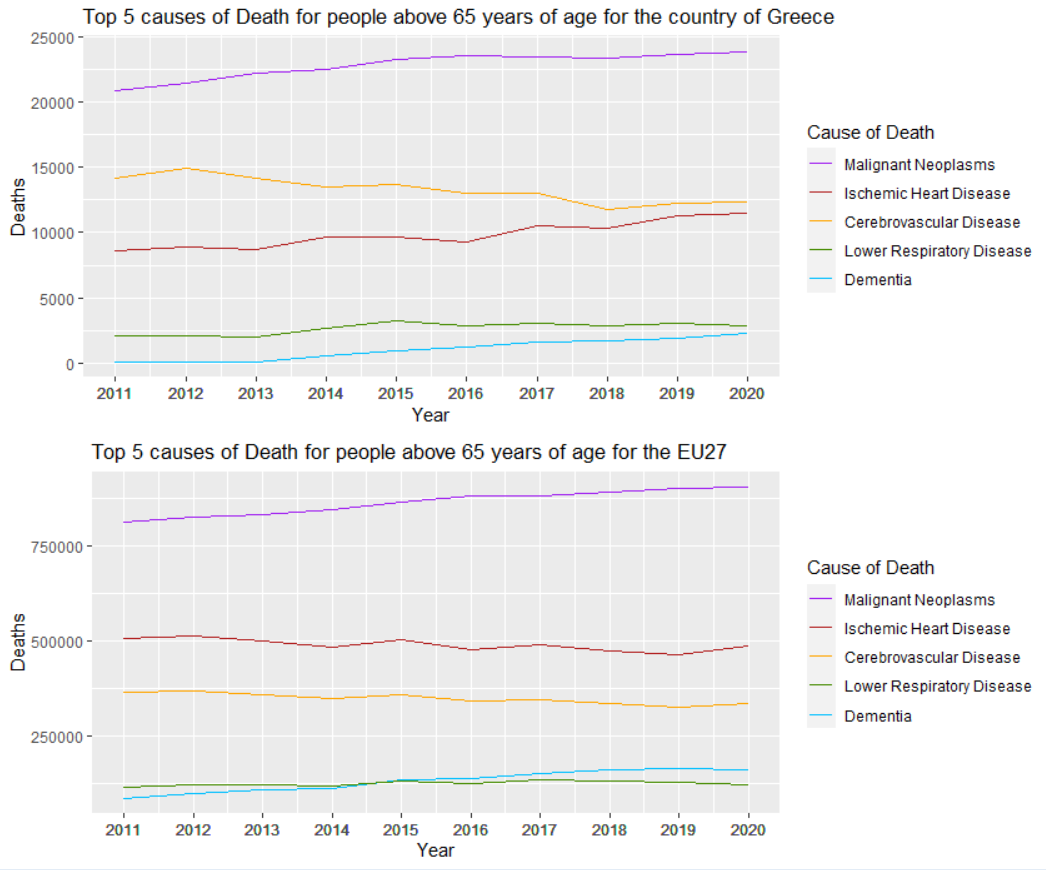 Top 5 causes of Death for people above 65 years of age for the country of Greece
25000
20000
15000
10000
5000
0
Deaths
2011 2012 2013 2014 2015 2016 2017 2018 2019 2020
Year
Cause of Death
Malignant Neoplasms
Ischemic Heart Disease
Cerebrovascular Disease
Lower Respiratory Disease
Dementia
Top 5 causes of Death for people above 65 years of age for the EU27
750000
500000
250000
Deaths
2011 2012 2013 2014 2015 2016 2017 2018 2019 2020
Year
Cause of Death
Malignant Neoplasms
Ischemic Heart Disease
Cerebrovascular Disease
Lower Respiratory Disease
Dementia